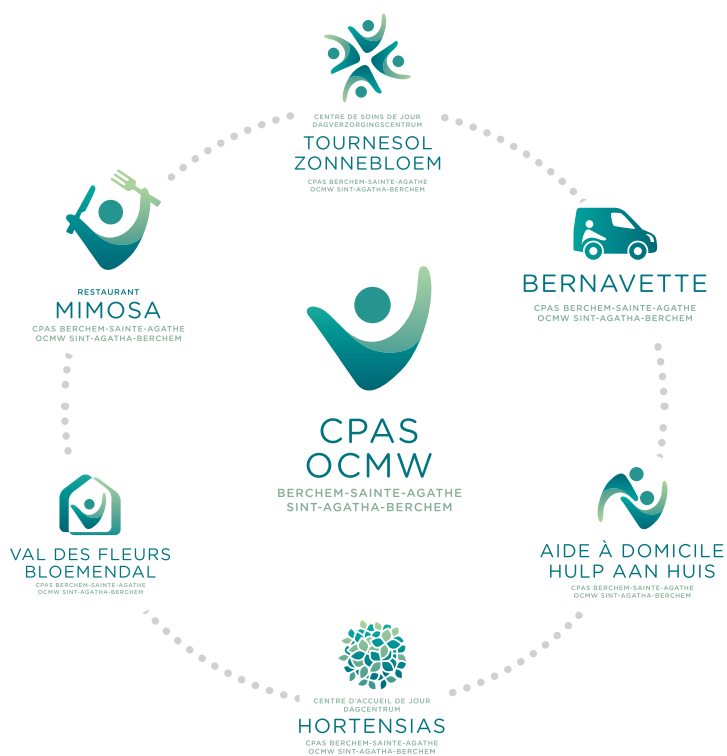 CENTRE DE SOINS DE JOUR
DAGVERZORGINGSCENTRUM
TOURNESOL
ZONNEBLOEM
CPAS BERCHEM-SAINTE-AGATHE
OCMW SINT-AGATHA-BERCHEM
RESTAURANT
MIMOSA
CPAS BERCHEM-SAINTE-AGATHE
OCMW SINT-AGATHA-BERCHEM
BERNAVETTE
CPAS BERCHEM-SAINTE-AGATHE
OCMW SINT-AGATHA-BERCHEM
CPAS
OCMW
BERCHEM-SAINTE-AGATHE
SINT-AGATHA-BERCHEM
VAL DES FLEURS
BLOEMENDAL
CPAS BERCHEM-SAINTE-AGATHE
OCMW SINT-AGATHA-BERCHEM
AIDE À DOMICILE
HULP AAN HUIS
CPAS BERCHEM-SAINTE-AGATHE
OCMW SINT-AGATHA-BERCHEM
CENTRE D'ACCUEIL DE JOUR
DAGCENTRUM
HORTENSIAS
CPAS BERCHEM-SAINTE-AGATHE
OCMW SINT-AGATHA-BERCHEM